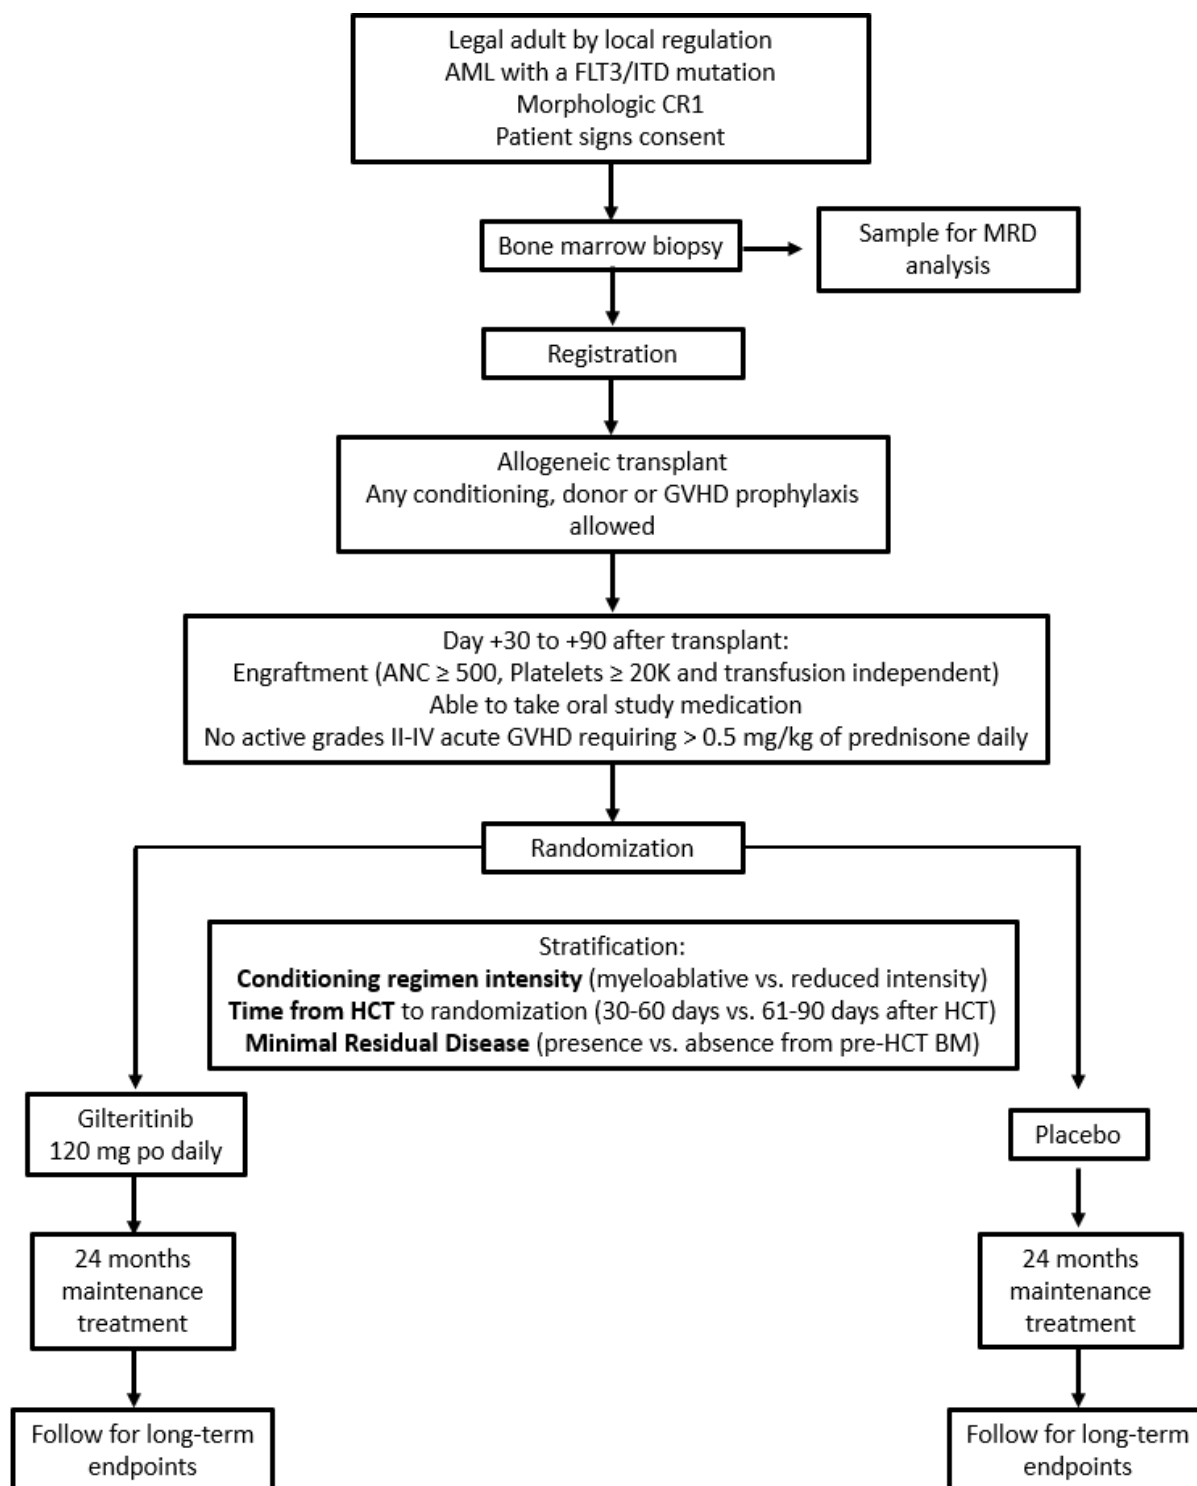 Legal adult by local regulation
AML with a FLT3/ITD mutation
Morphologic CR1
Patient signs consent
Bone marrow biopsy
Sample for MRD
analysis
Registration
Allogeneic transplant
Any conditioning, donor or GVHD prophylaxis
allowed
Day +30 to +90 after transplant:
Engraftment (ANC ≥ 500, Platelets ≥ 20K and transfusion independent)
Able to take oral study medication
No active grades II-IV acute GVHD requiring > 0.5 mg/kg of prednisone daily
Randomization
Stratification:
Conditioning regimen intensity (myeloablative vs. reduced intensity)
Time from HCT to randomization (30-60 days vs. 61-90 days after HCT)
Minimal Residual Disease (presence vs. absence from pre-HCT BM)
Gilteritinib
120 mg po daily
Placebo
24 months
maintenance
treatment
24 months
maintenance
treatment
Follow for long-term
endpoints
Follow for long-term
endpoints